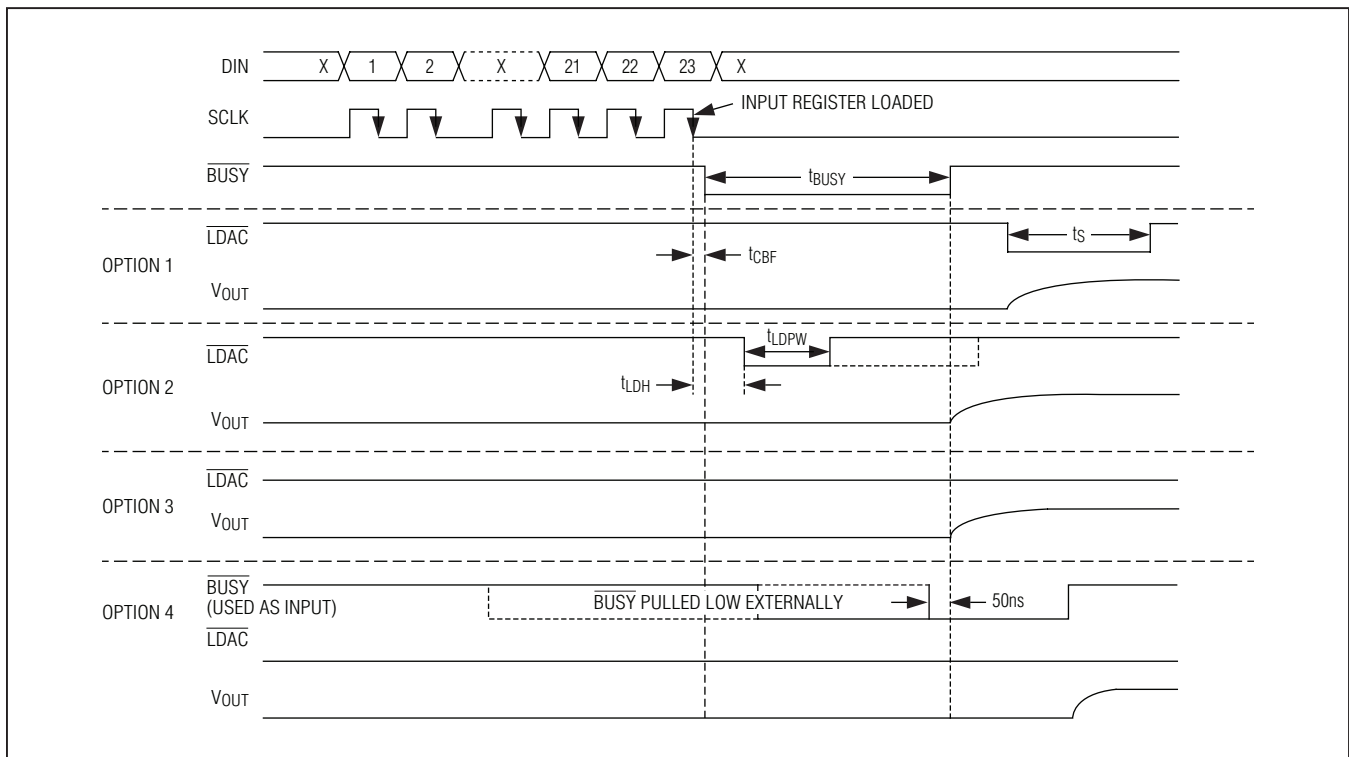 DIN X 1 2 X 21 22 23 X
SCLK INPUT REGISTER LOADED
BUSY tBUSY
LDAC tS
OPTION 1 tCBF
VOUT
LDAC tLDPW
OPTION 2 tLDH
VOUT
LDAC
OPTION 3
VOUT
BUSY
OPTION 4 (USED AS INPUT) BUSY PULLED LOW EXTERNALLY 50ns
LDAC
VOUT